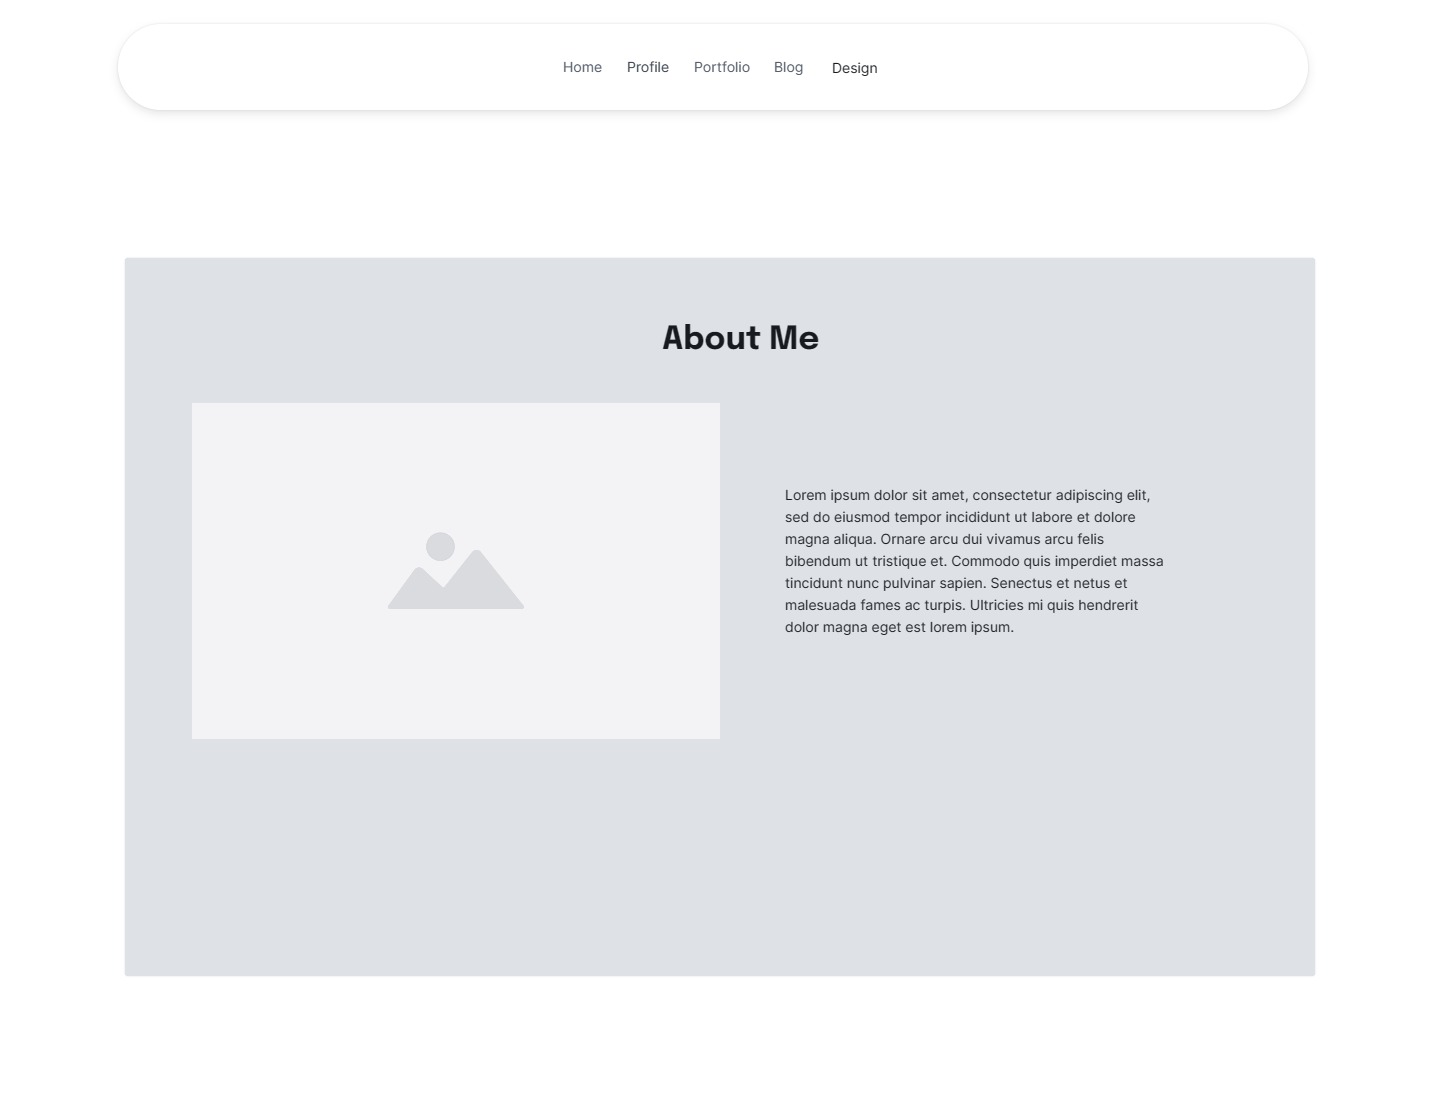 Home Profile Portfolio Blog Design
About Me
Lorem ipsum dolor sit amet, consectetur adipiscing elit,
sed do eiusmod tempor incididunt ut labore et dolore
magna aliqua. Ornare arcu dui vivamus arcu felis
bibendum ut tristique et. Commodo quis imperdiet massa
tincidunt nunc pulvinar sapien. Senectus et netus et
malesuada fames ac turpis. Ultricies mi quis hendrerit
dolor magna eget est lorem ipsum.